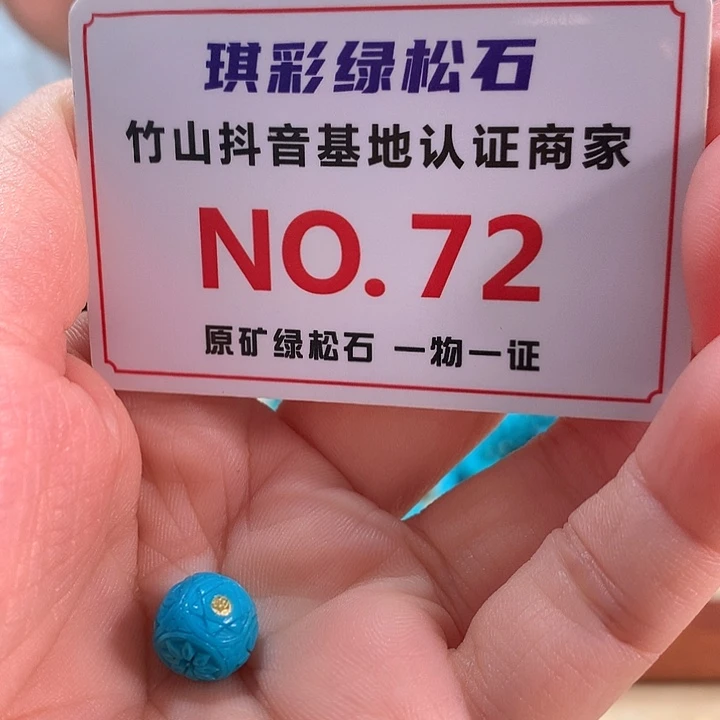 琪彩绿松石
竹山抖音基地认证商家
NO.72
原矿绿松石 一物一证